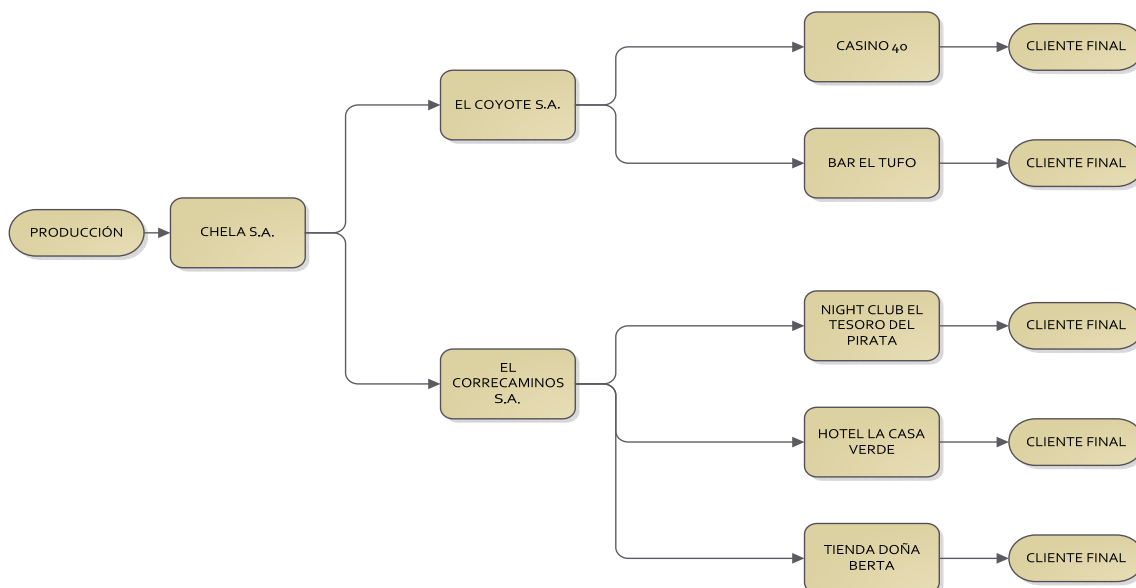 CASINO 40
CLIENTE FINAL
EL COYOTE S.A.
BAR EL TUFO
CLIENTE FINAL
PRODUCCIÓN
CHELA S.A.
NIGHT CLUB EL
TESORO DEL
PIRATA
CLIENTE FINAL
EL
CORRECAMINOS
S.A.
HOTEL LA CASA
VERDE
CLIENTE FINAL
TIENDA DOÑA
BERTA
CLIENTE FINAL